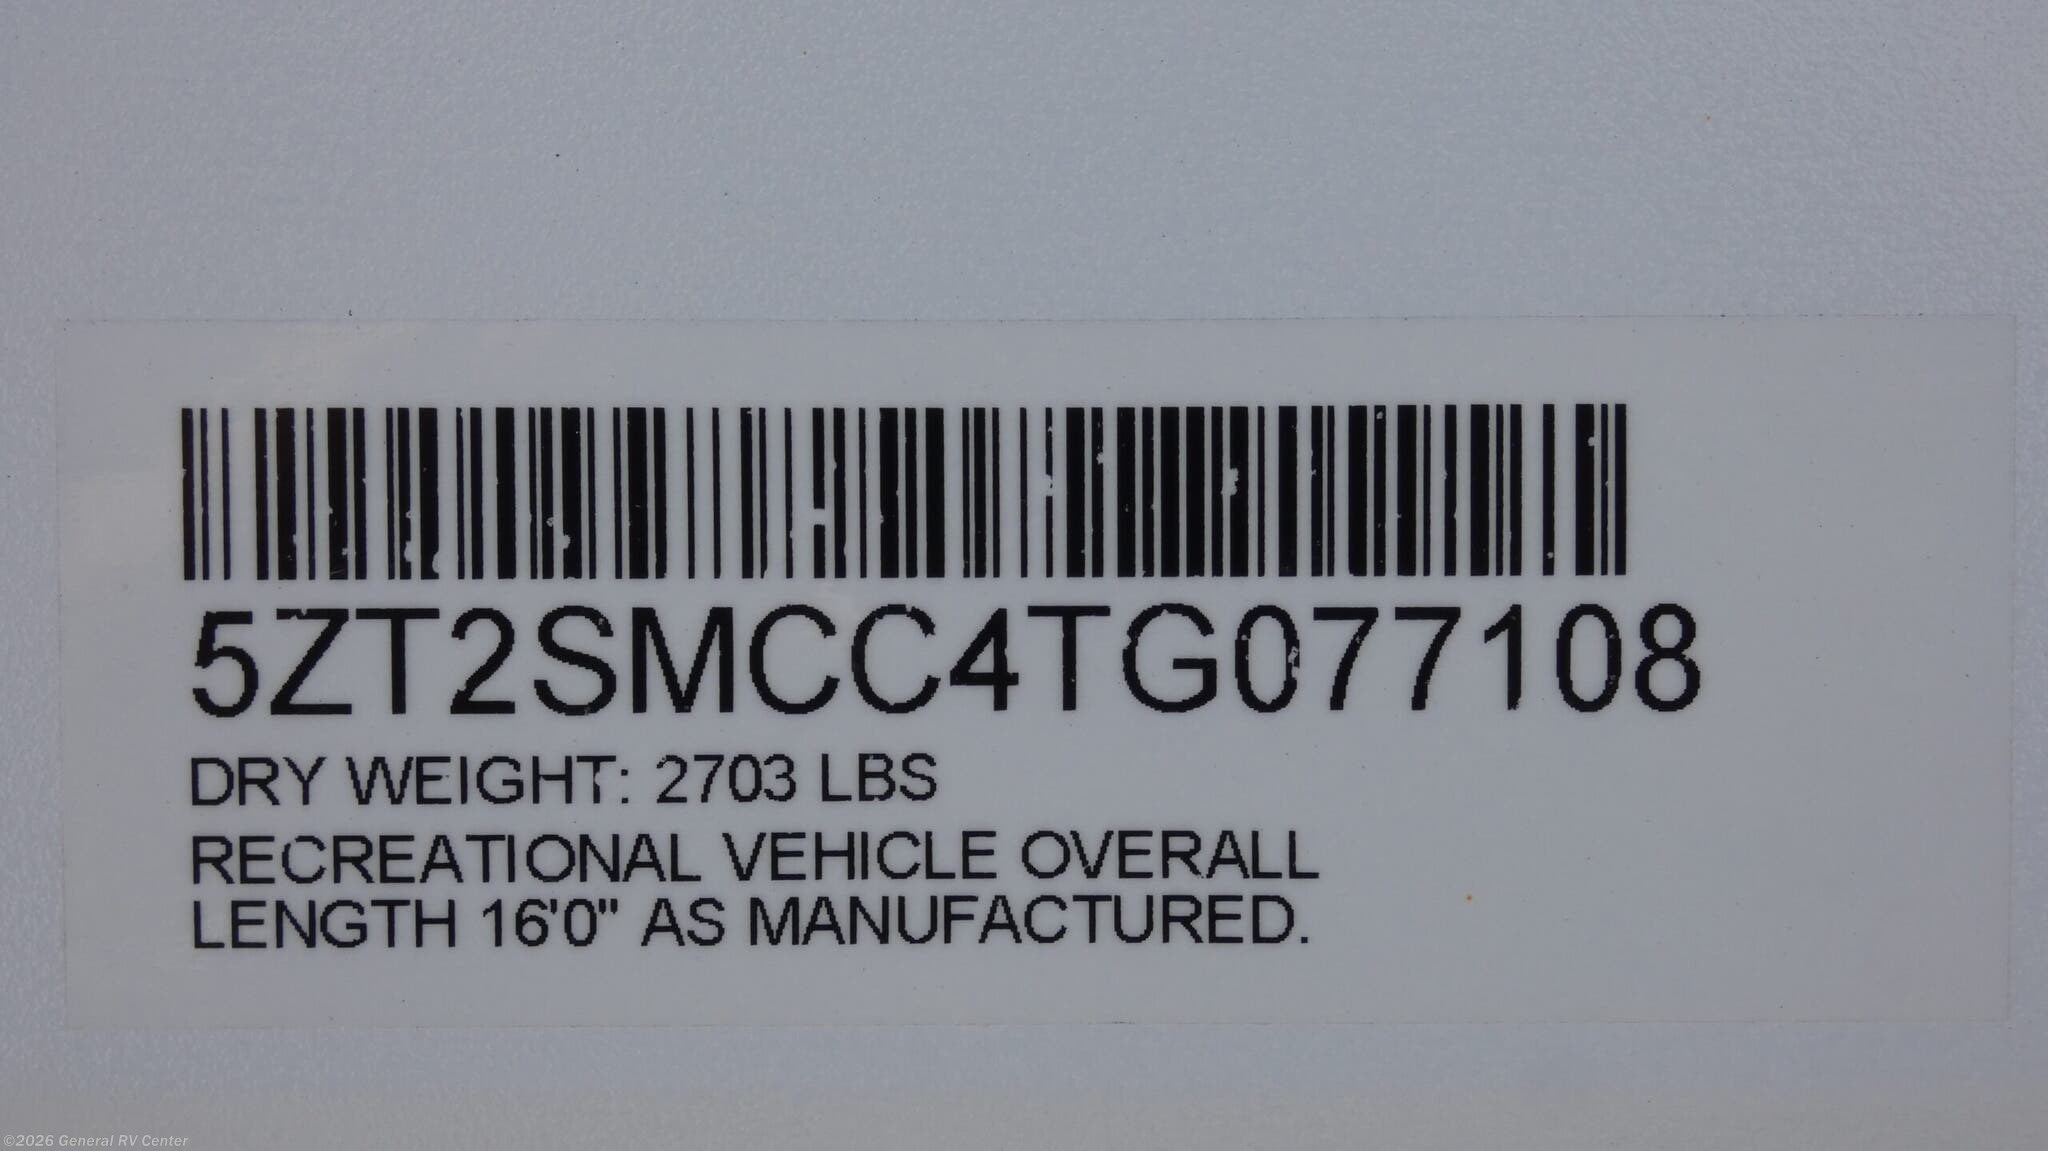 5ZT2SMCC4TG077108
DRY WEIGHT: 2703 LBS
RECREATIONAL VEHICLE OVERALL
LENGTH 16'0" AS MANUFACTURED.
©2026 General RV Center